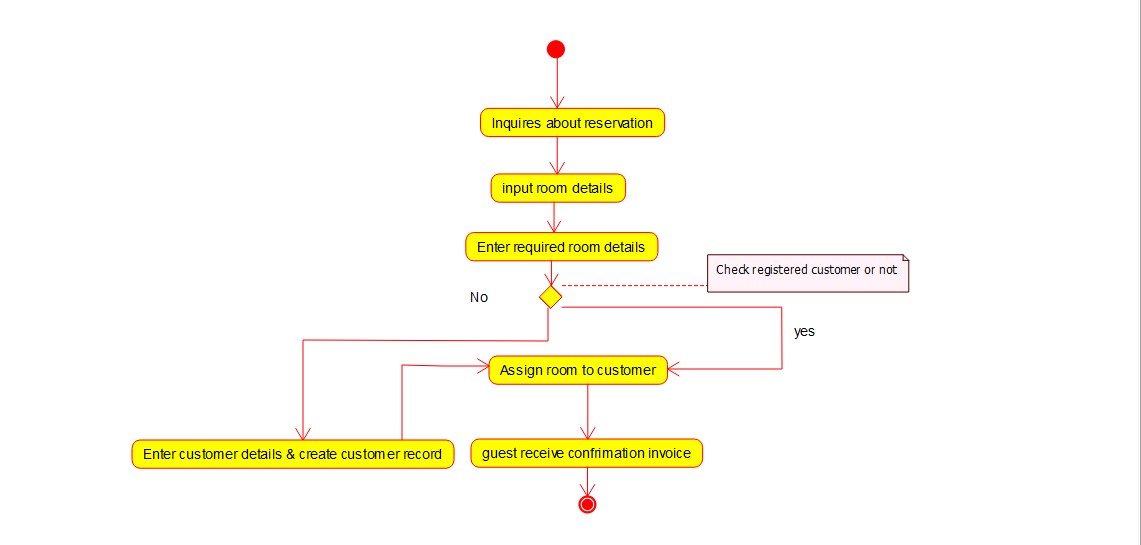 Inquires about reservation
input room details
Enter required room details
Check registered customer or not
No
yes
Assign room to customer
Enter customer details & create customer record
guest receive confrimation invoice